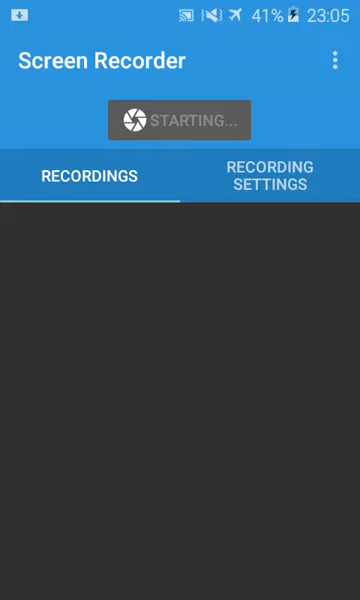 41% 23:05
Screen Recorder
STARTING...
RECORDINGS
RECORDING
SETTINGS